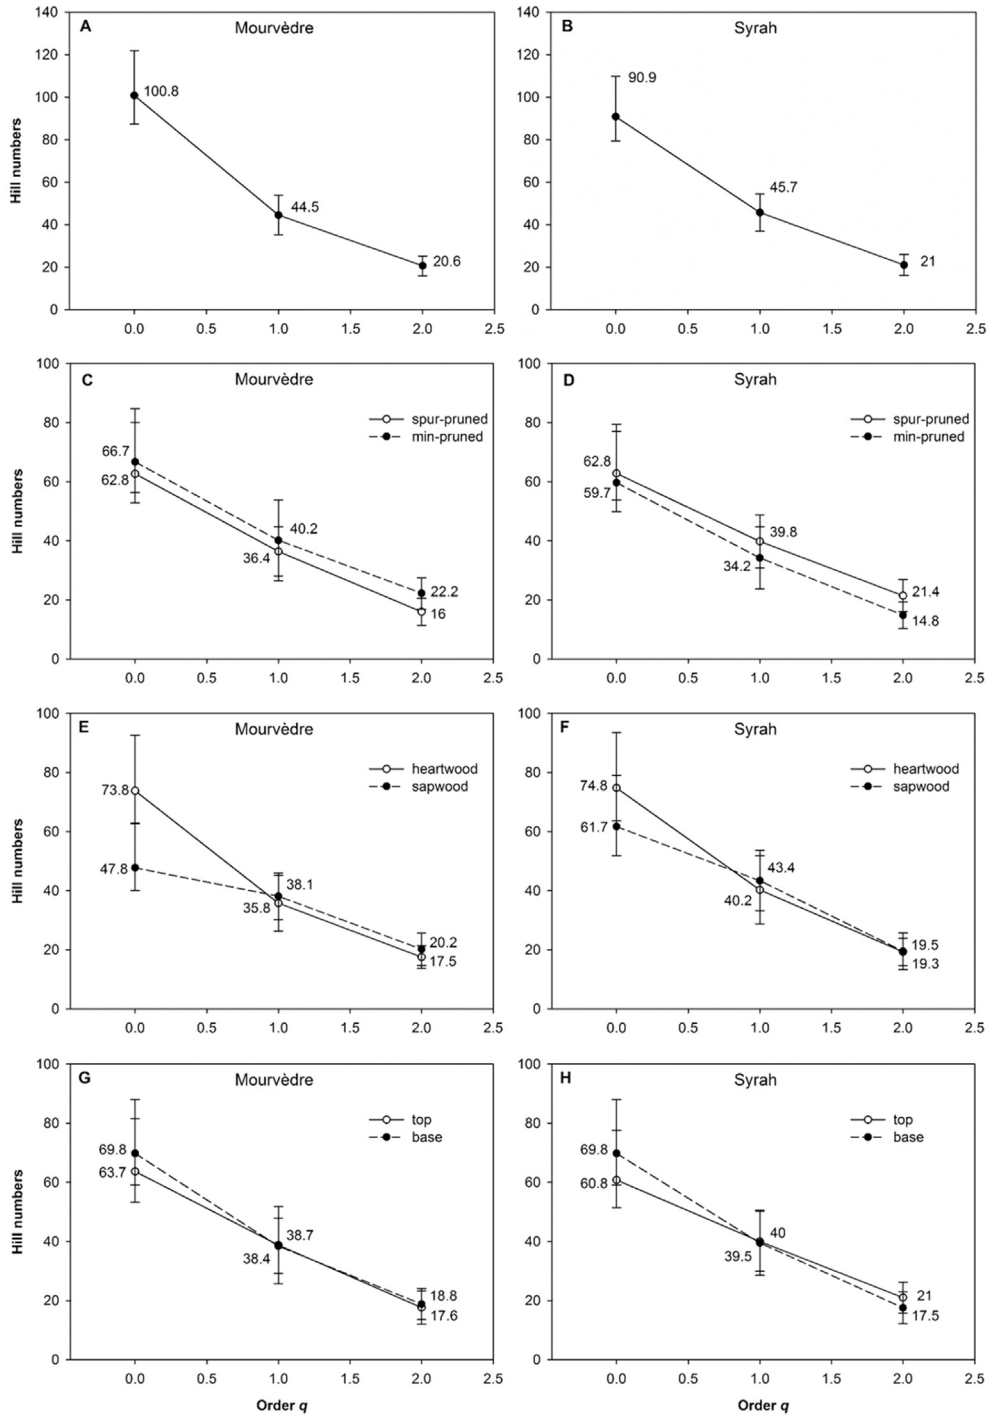 A Mourvèdre
Hill numbers
140
120
100
80
60
40
20
0
100.8
44.5
20.6
0.0 0.5 1.0 1.5 2.0 2.5
B Syrah
140
120
100
80
60
40
20
0
90.9
45.7
21
0.0 0.5 1.0 1.5 2.0 2.5
C Mourvèdre
Hill numbers
100
80
60
40
20
0
spur-pruned
min-pruned
66.7
62.8
40.2
36.4
22.2
16
0.0 0.5 1.0 1.5 2.0 2.5
D Syrah
100
80
60
40
20
0
spur-pruned
min-pruned
62.8
59.7
39.8
34.2
21.4
14.8
0.0 0.5 1.0 1.5 2.0 2.5
E Mourvèdre
Hill numbers
100
80
60
40
20
0
heartwood
sapwood
73.8
47.8
38.1
35.8
20.2
17.5
0.0 0.5 1.0 1.5 2.0 2.5
F Syrah
100
80
60
40
20
0
heartwood
sapwood
74.8
61.7
43.4
40.2
19.5
19.3
0.0 0.5 1.0 1.5 2.0 2.5
G Mourvèdre
Hill numbers
100
80
60
40
20
0
top
base
69.8
63.7
38.7
38.4
18.8
17.6
0.0 0.5 1.0 1.5 2.0 2.5
Order q
H Syrah
100
80
60
40
20
0
top
base
69.8
60.8
40
39.5
21
17.5
0.0 0.5 1.0 1.5 2.0 2.5
Order q